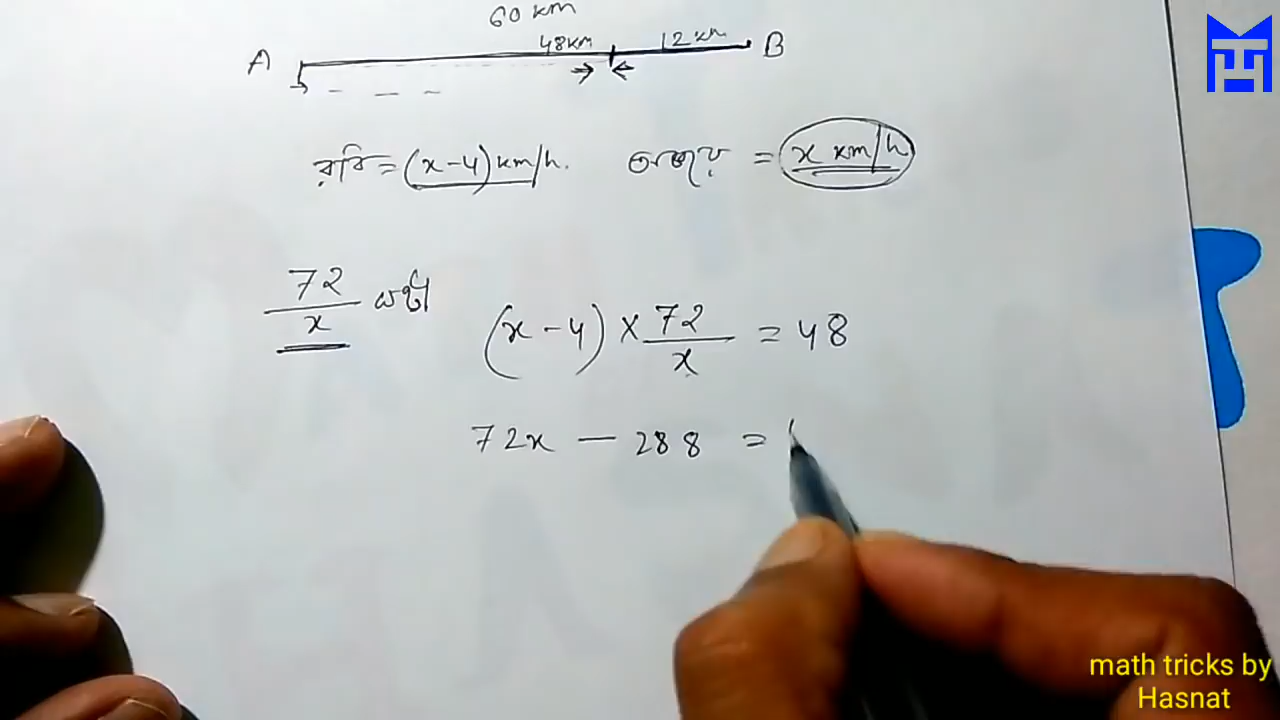 60 km
A 48km 12 km B
রবি = (x-4) km/h. অজয় = x km/h
72/x ঘন্টা
(x-4) × 72/x = 48
72x — 288 =
math tricks by
Hasnat